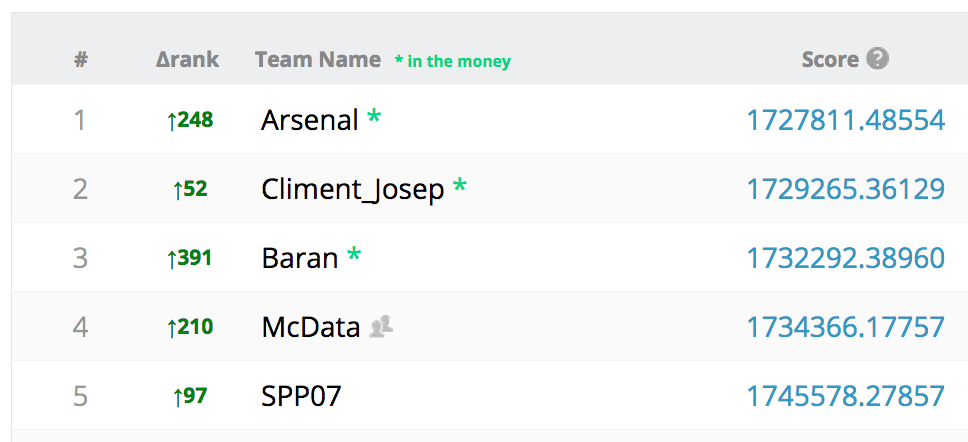 # Δrank Team Name * in the money Score ?
1 ↑248 Arsenal * 1727811.48554
2 ↑52 Climent_Josep * 1729265.36129
3 ↑391 Baran * 1732292.38960
4 ↑210 McData 1734366.17757
5 ↑97 SPP07 1745578.27857